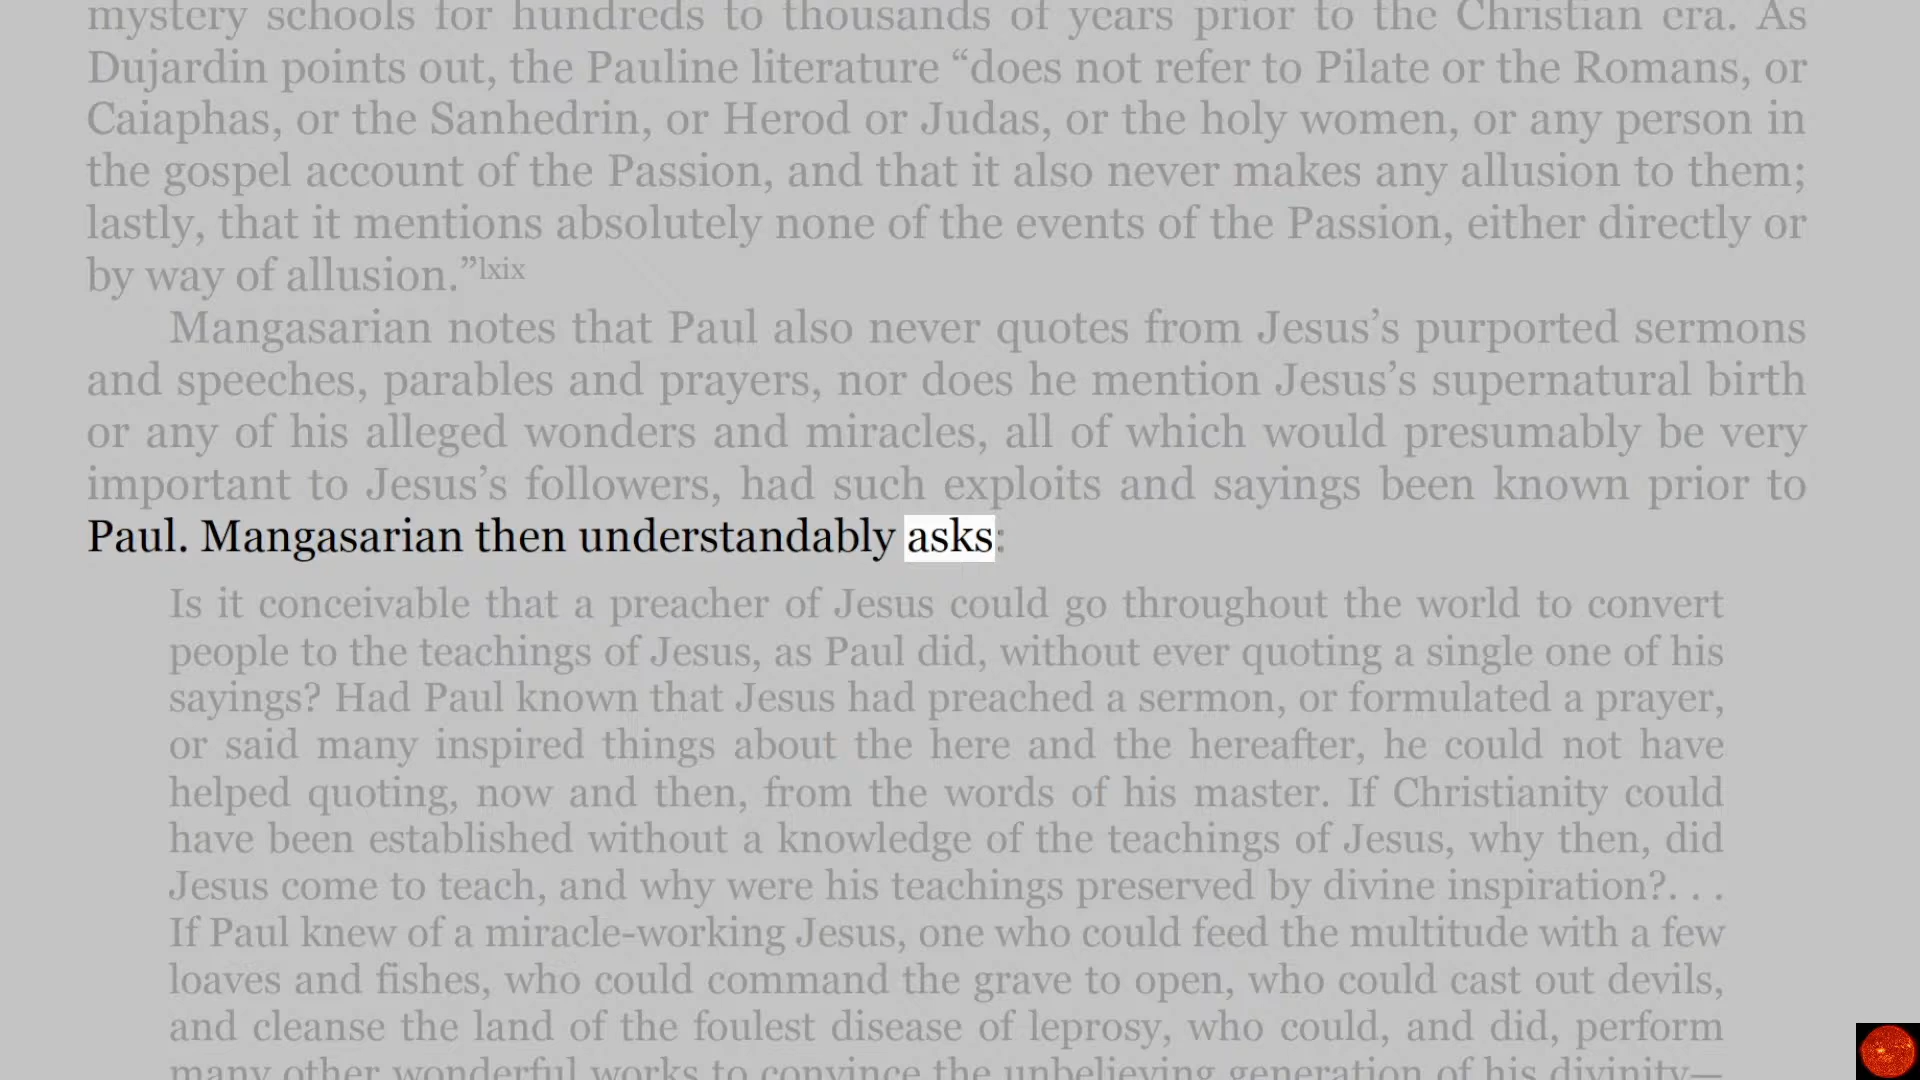 mystery schools for hundreds to thousands of years prior to the Christian era. As
Dujardin points out, the Pauline literature “does not refer to Pilate or the Romans, or
Caiaphas, or the Sanhedrin, or Herod or Judas, or the holy women, or any person in
the gospel account of the Passion, and that it also never makes any allusion to them;
lastly, that it mentions absolutely none of the events of the Passion, either directly or
by way of allusion.”lxix
Mangasarian notes that Paul also never quotes from Jesus’s purported sermons
and speeches, parables and prayers, nor does he mention Jesus’s supernatural birth
or any of his alleged wonders and miracles, all of which would presumably be very
important to Jesus’s followers, had such exploits and sayings been known prior to
Paul. Mangasarian then understandably asks:
Is it conceivable that a preacher of Jesus could go throughout the world to convert
people to the teachings of Jesus, as Paul did, without ever quoting a single one of his
sayings? Had Paul known that Jesus had preached a sermon, or formulated a prayer,
or said many inspired things about the here and the hereafter, he could not have
helped quoting, now and then, from the words of his master. If Christianity could
have been established without a knowledge of the teachings of Jesus, why then, did
Jesus come to teach, and why were his teachings preserved by divine inspiration?. . .
If Paul knew of a miracle-working Jesus, one who could feed the multitude with a few
loaves and fishes, who could command the grave to open, who could cast out devils,
and cleanse the land of the foulest disease of leprosy, who could, and did, perform
many other wonderful works to convince the unbelieving generation of his divinity—